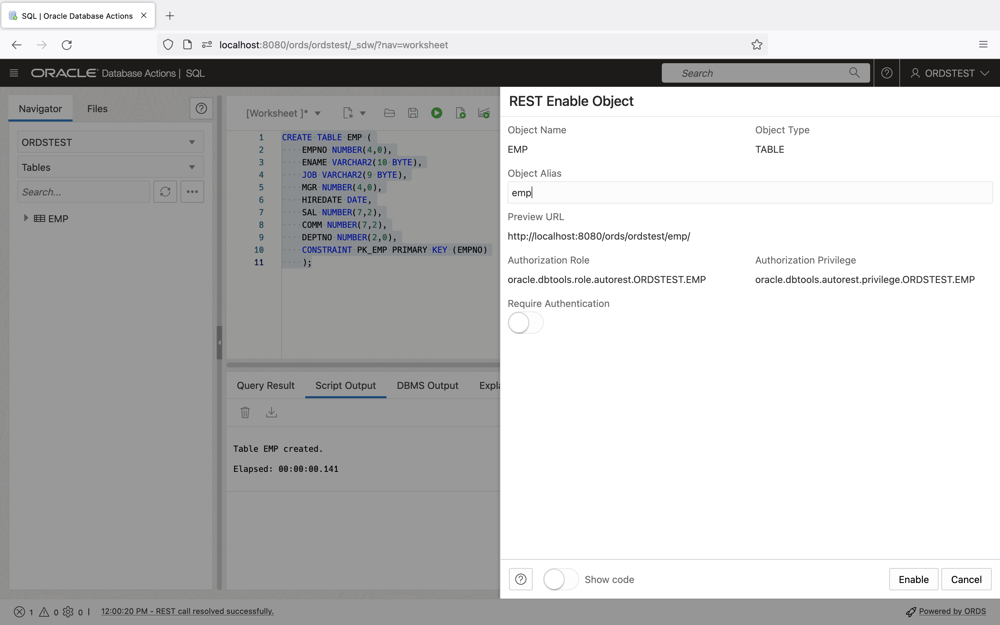 SQL | Oracle Database Actions
localhost:8080/ords/ordstest/_sdw/?nav=worksheet
ORACLE Database Actions | SQL
Search
ORDSTEST
Navigator
Files
ORDSTEST
Tables
Search...
EMP
[Worksheet ]*
1 CREATE TABLE EMP (
2 EMPNO NUMBER(4,0),
3 ENAME VARCHAR2(10 BYTE),
4 JOB VARCHAR2(9 BYTE),
5 MGR NUMBER(4,0),
6 HIREDATE DATE,
7 SAL NUMBER(7,2),
8 COMM NUMBER(7,2),
9 DEPTNO NUMBER(2,0),
10 CONSTRAINT PK_EMP PRIMARY KEY (EMPNO)
11 );
Query Result
Script Output
DBMS Output
Expla
Table EMP created.
Elapsed: 00:00:00.141
REST Enable Object
Object Name
EMP
Object Type
TABLE
Object Alias
emp
Preview URL
http://localhost:8080/ords/ordstest/emp/
Authorization Role
oracle.dbtools.role.autorest.ORDSTEST.EMP
Authorization Privilege
oracle.dbtools.autorest.privilege.ORDSTEST.EMP
Require Authentication
Show code
Enable
Cancel
1 0 0 | 12:00:20 PM - REST call resolved successfully.
Powered by ORDS